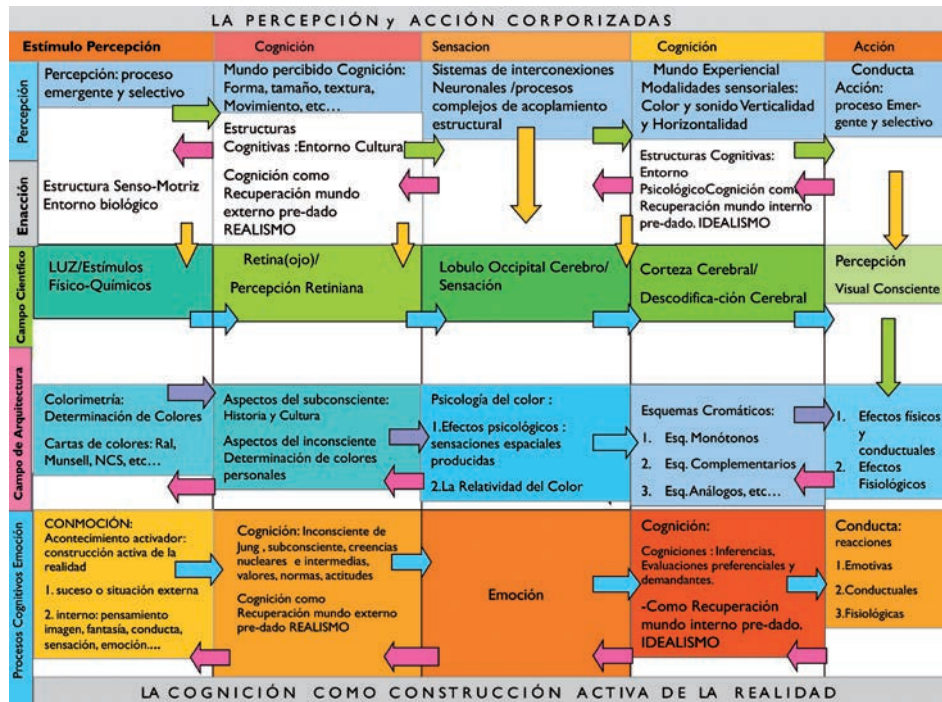 LA PERCEPCIÓN y ACCIÓN CORPORIZADAS
Estímulo Percepción
Cognición
Sensacion
Cognición
Acción
Percepción
Percepción: proceso
emergente y selectivo
Mundo percibido Cognición:
Forma, tamaño, textura,
Movimiento, etc...
Sistemas de interconexiones
Neuronales /procesos
complejos de acoplamiento
estructural
Mundo Experiencial
Modalidades sensoriales:
Color y sonido Verticalidad
y Horizontalidad
Conducta
Acción:
proceso Emer-
gente y selectivo
Enacción
Estructura Senso-Motriz
Entorno biológico
Estructuras
Cognitivas :Entorno Cultura
Cognición como
Recuperación mundo
externo pre-dado
REALISMO
Estructuras Cognitivas:
Entorno
PsicológicoCognición com
Recuperación mundo interno
pre-dado. IDEALISMO
Campo Científico
LUZ/Estímulos
Físico-Químicos
Retina(ojo)/
Percepción Retiniana
Lobulo Occipital Cerebro/
Sensación
Corteza Cerebral/
Descodifica-ción Cerebral
Percepción
Visual Consciente
Campo de Arquitectura
Colorimetría:
Determinación de Colores
Cartas de colores: Ral,
Munsell, NCS, etc...
Aspectos del subconsciente:
Historia y Cultura
Aspectos del inconsciente
Determinación de colores
personales
Psicología del color :
1.Efectos psicológicos :
sensaciones espaciales
producidas
2.La Relatividad del Color
Esquemas Cromáticos:
1. Esq. Monótonos
2. Esq. Complementarios
3. Esq. Análogos, etc...
1. Efectos físicos
y
conductuales
2. Efectos
Fisiológicos
Procesos Cognitivos Emoción
CONMOCIÓN:
Acontecimiento activador:
construcción activa de la
realidad
1. suceso o situación externa
2. interno: pensamiento
imagen, fantasía, conducta,
sensación, emoción....
Cognición: Inconsciente de
Jung , subconsciente, creencias
nucleares e intermedias,
valores, normas, actitudes
Cognición como
Recuperación mundo externo
pre-dado REALISMO
Emoción
Cognición:
Cogniciones : Inferencias,
Evaluaciones preferenciales y
demandantes.
-Como Recuperación
mundo interno pre-dado.
IDEALISMO
Conducta:
reacciones
1.Emotivas
2.Conductuales
3.Fisiológicas
LA COGNICIÓN COMO CONSTRUCCIÓN ACTIVA DE LA REALIDAD